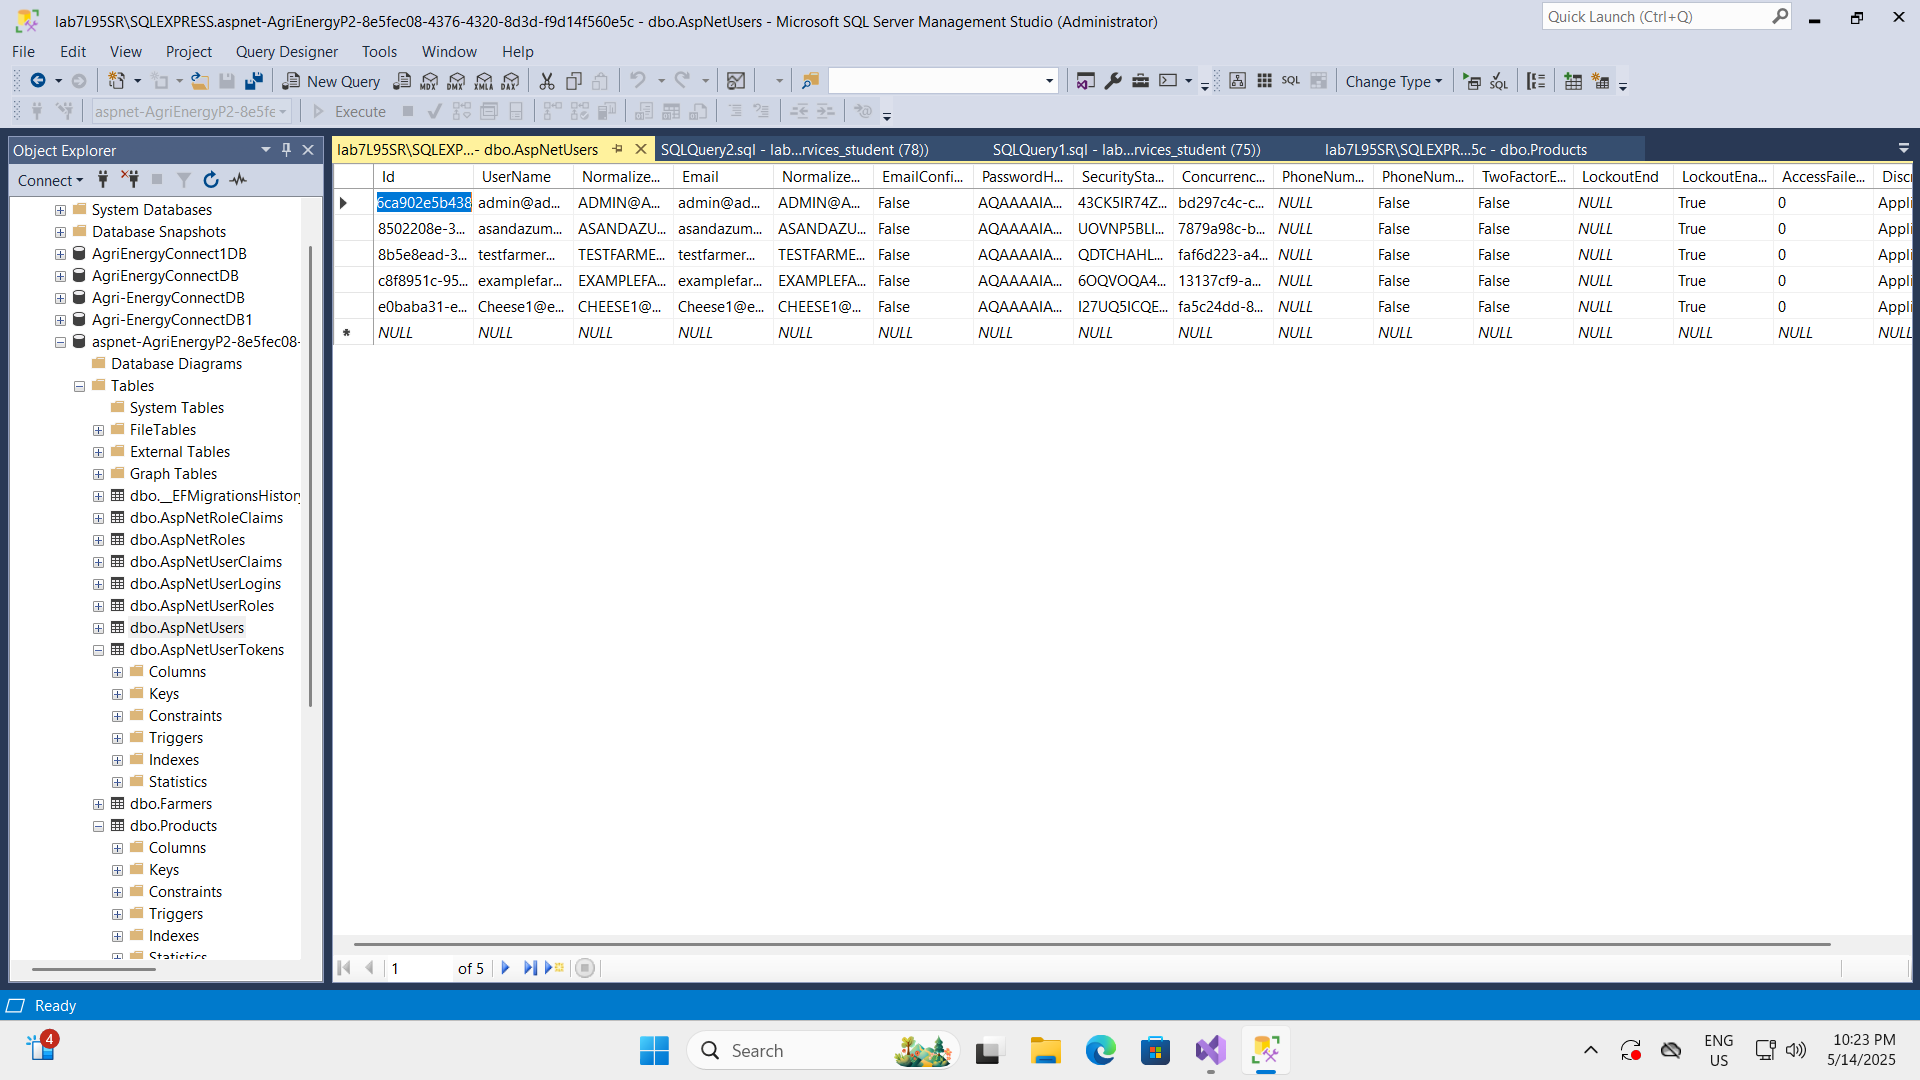 lab7L95SR\SQLEXPRESS.aspnet-AgriEnergyP2-8e5fec08-4376-4320-8d3d-f9d14f560e5c - dbo.AspNetUsers - Microsoft SQL Server Management Studio (Administrator)
Quick Launch (Ctrl+Q)
File Edit View Project Query Designer Tools Window Help
New Query MDX DMX XMLA DAX SQL Change Type SQL
aspnet-AgriEnergyP2-8e5fe Execute
Object Explorer
Connect
System Databases
Database Snapshots
AgriEnergyConnect1DB
AgriEnergyConnectDB
Agri-EnergyConnectDB
Agri-EnergyConnectDB1
aspnet-AgriEnergyP2-8e5fec08-
Database Diagrams
Tables
System Tables
FileTables
External Tables
Graph Tables
dbo.__EFMigrationsHistory
dbo.AspNetRoleClaims
dbo.AspNetRoles
dbo.AspNetUserClaims
dbo.AspNetUserLogins
dbo.AspNetUserRoles
dbo.AspNetUsers
dbo.AspNetUserTokens
Columns
Keys
Constraints
Triggers
Indexes
Statistics
dbo.Farmers
dbo.Products
Columns
Keys
Constraints
Triggers
Indexes
Statistics
lab7L95SR\SQLEXP...- dbo.AspNetUsers SQLQuery2.sql - lab...rvices_student (78)) SQLQuery1.sql - lab...rvices_student (75)) lab7L95SR\SQLEXPR...5c - dbo.Products
Id UserName Normalize... Email Normalize... EmailConfi... PasswordH... SecuritySta... Concurrenc... PhoneNum... PhoneNum... TwoFactorE... LockoutEnd LockoutEna... AccessFaile... Discr
6ca902e5b438 admin@ad... ADMIN@A... admin@ad... ADMIN@A... False AQAAAAIA... 43CK5IR74Z... bd297c4c-c... NULL False False NULL True 0 Appli
8502208e-3... asandazum... ASANDAZU... asandazum... ASANDAZU... False AQAAAAIA... UOVNP5BLI... 7879a98c-b... NULL False False NULL True 0 Appli
8b5e8ead-3... testfarmer... TESTFARME... testfarmer... TESTFARME... False AQAAAAIA... QDTCHAHL... faf6d223-a4... NULL False False NULL True 0 Appli
c8f8951c-95... examplefar... EXAMPLEFA... examplefar... EXAMPLEFA... False AQAAAAIA... 6OQVOQA4... 13137cf9-a... NULL False False NULL True 0 Appli
e0baba31-e... Cheese1@e... CHEESE1@... Cheese1@e... CHEESE1@... False AQAAAAIA... I27UQ5ICQE... fa5c24dd-8... NULL False False NULL True 0 Appli
NULL NULL NULL NULL NULL NULL NULL NULL NULL NULL NULL NULL NULL NULL NULL NULL
1 of 5
Ready
4
Search
ENG
US
10:23 PM
5/14/2025